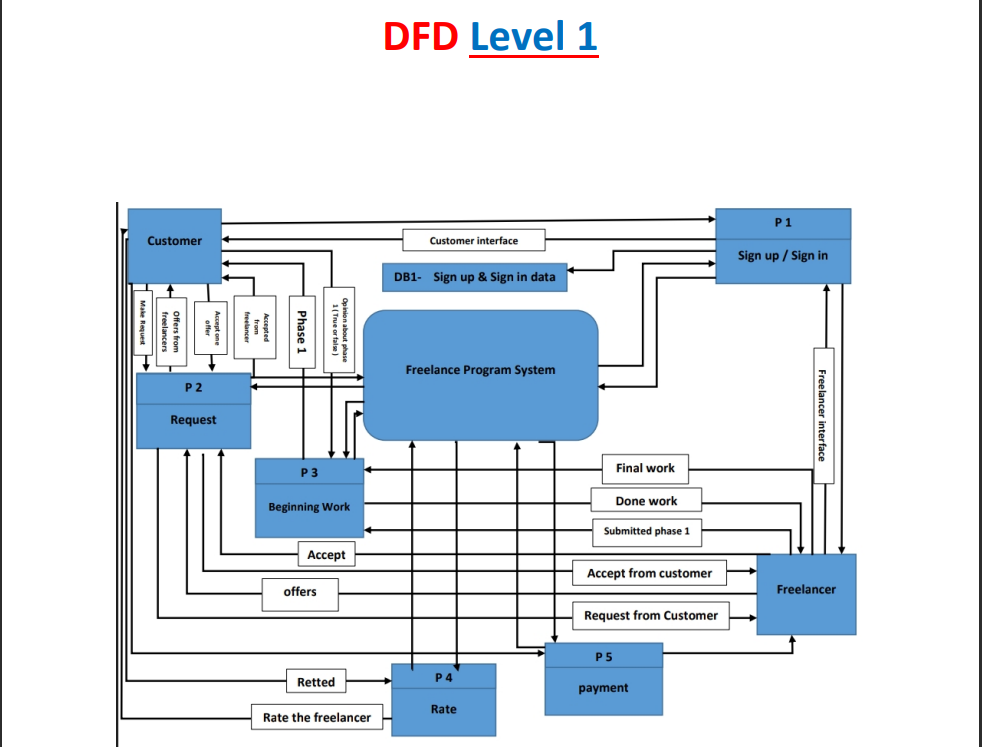 DFD Level 1
Customer
P 1
Sign up / Sign in
Customer interface
DB1- Sign up & Sign in data
Make Request
Offers from
freelancers
Accept one
offer
Accepted
from
freelancer
Phase 1
Opinion about phase
1 ( True or false )
Freelance Program System
P 2
Request
Freelancer interface
P 3
Beginning Work
Final work
Done work
Submitted phase 1
Accept
Accept from customer
offers
Freelancer
Request from Customer
P 5
payment
P 4
Rate
Retted
Rate the freelancer